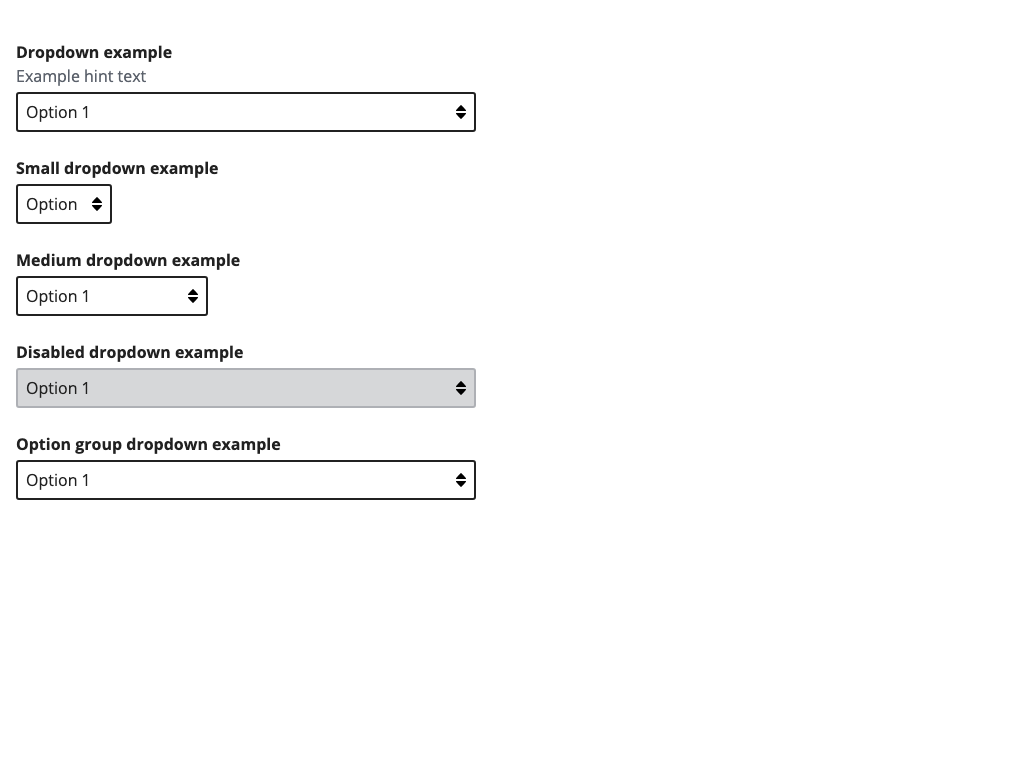 Dropdown example
Example hint text
Option 1
Small dropdown example
Option
Medium dropdown example
Option 1
Disabled dropdown example
Option 1
Option group dropdown example
Option 1